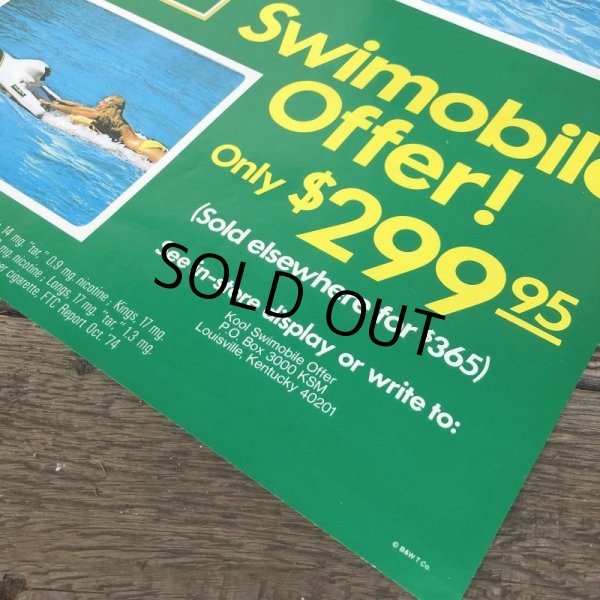 Swimobile
Offer!
Only $299 95
(Sold elsewhere for $365)
See in-store display or write to:
Kool Swimobile Offer
P.O. Box 3000 KSM
Louisville, Kentucky 40201
14 mg. "tar," 0.9 mg. nicotine; Kings, 17 mg.
mg. nicotine; Longs, 17 mg. "tar," 1.3 mg.
cigarette, FTC Report Oct. '74
© B&W T Co
SOLD OUT